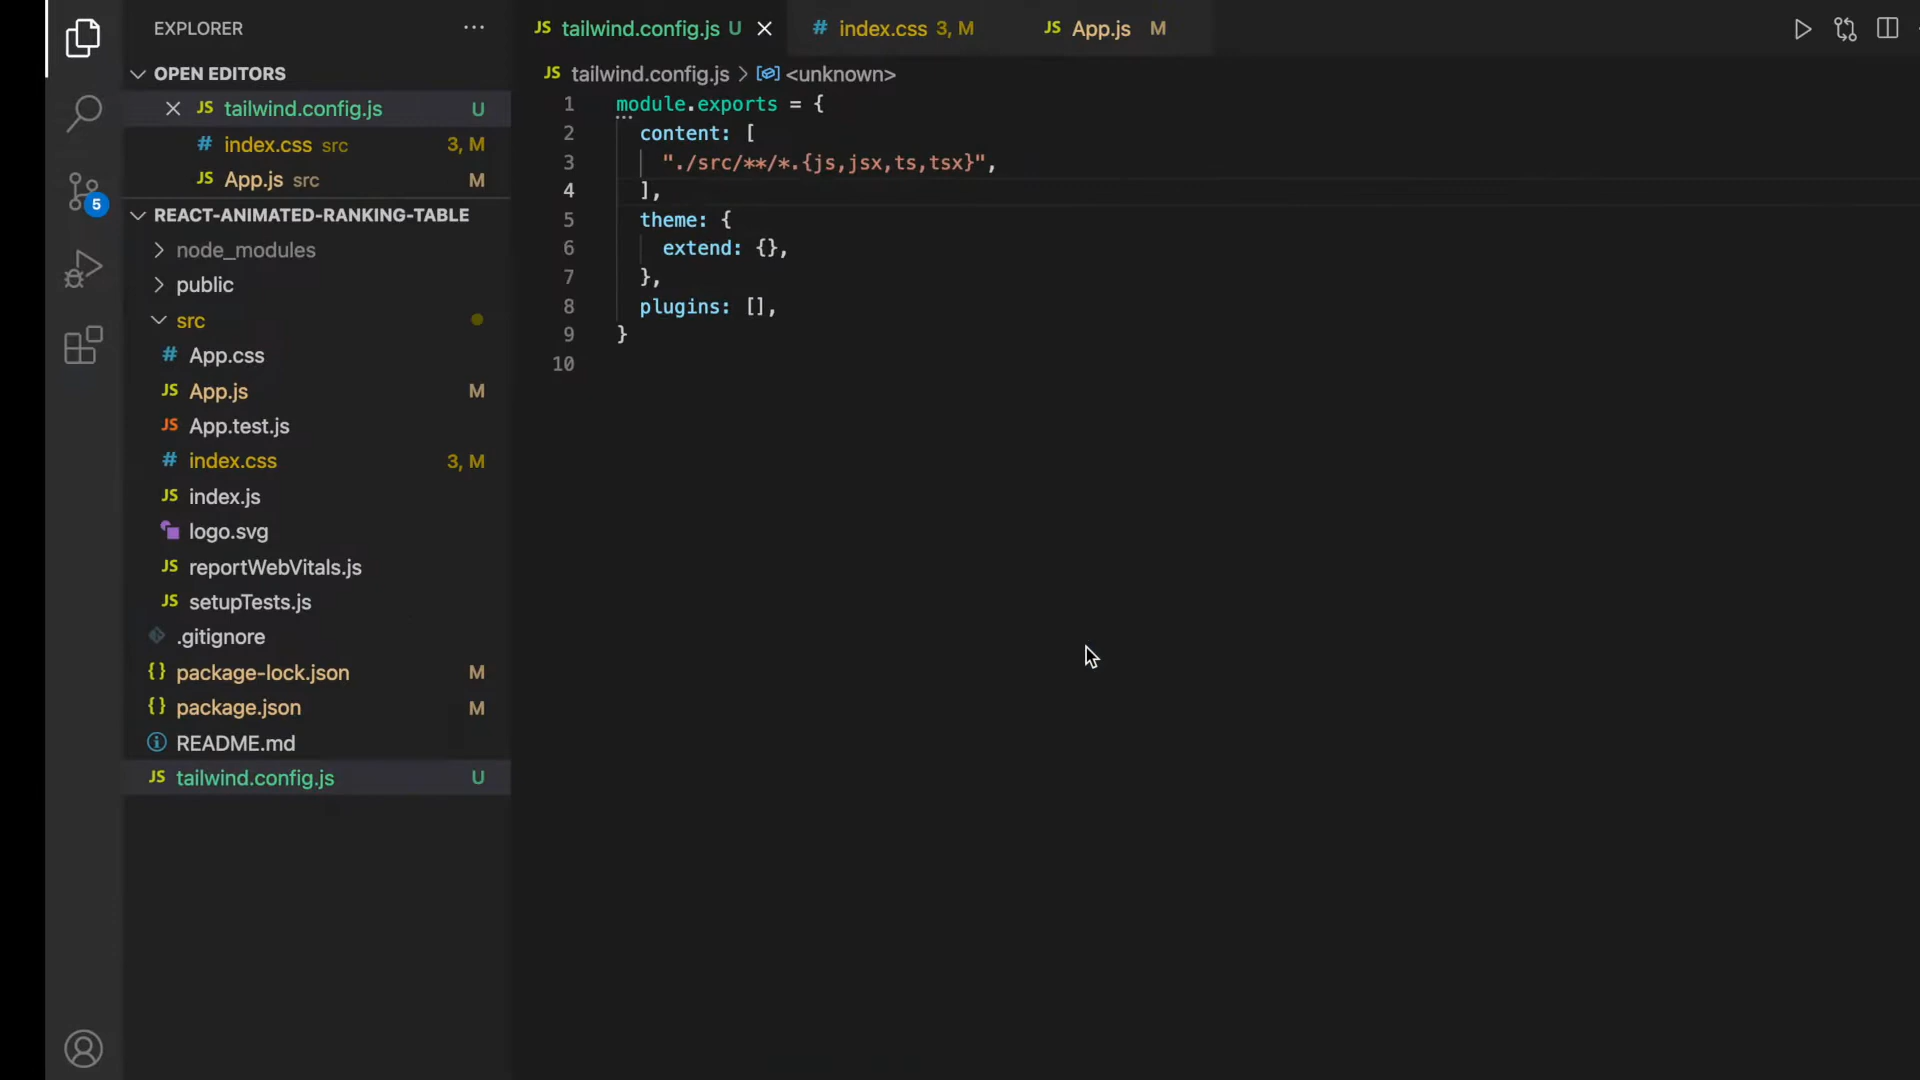 EXPLORER
OPEN EDITORS
JS tailwind.config.js U
# index.css src 3, M
JS App.js src M
REACT-ANIMATED-RANKING-TABLE
node_modules
public
src
# App.css
JS App.js M
JS App.test.js
# index.css 3, M
JS index.js
logo.svg
JS reportWebVitals.js
JS setupTests.js
.gitignore
{} package-lock.json M
{} package.json M
README.md
JS tailwind.config.js U
5
JS tailwind.config.js U
# index.css 3, M
JS App.js M
JS tailwind.config.js > <unknown>
1 module.exports = {
2 content: [
3 "./src/**/*.{js,jsx,ts,tsx}",
4 ],
5 theme: {
6 extend: {},
7 },
8 plugins: [],
9 }
10